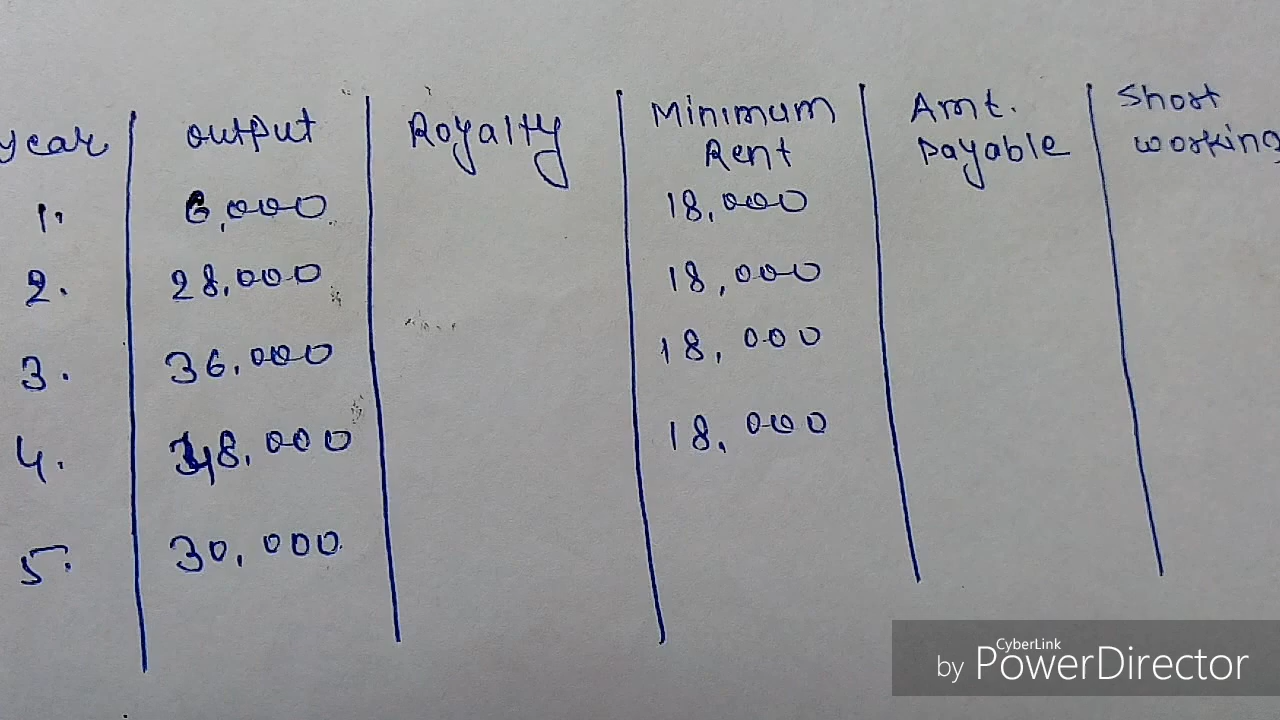 year output Royalty Minimum Rent Amt. Payable Short working
1. 6,000 18,000
2. 28,000 18,000
3. 36,000 18,000
4. 48,000 18,000
5. 30,000
CyberLink
by PowerDirector